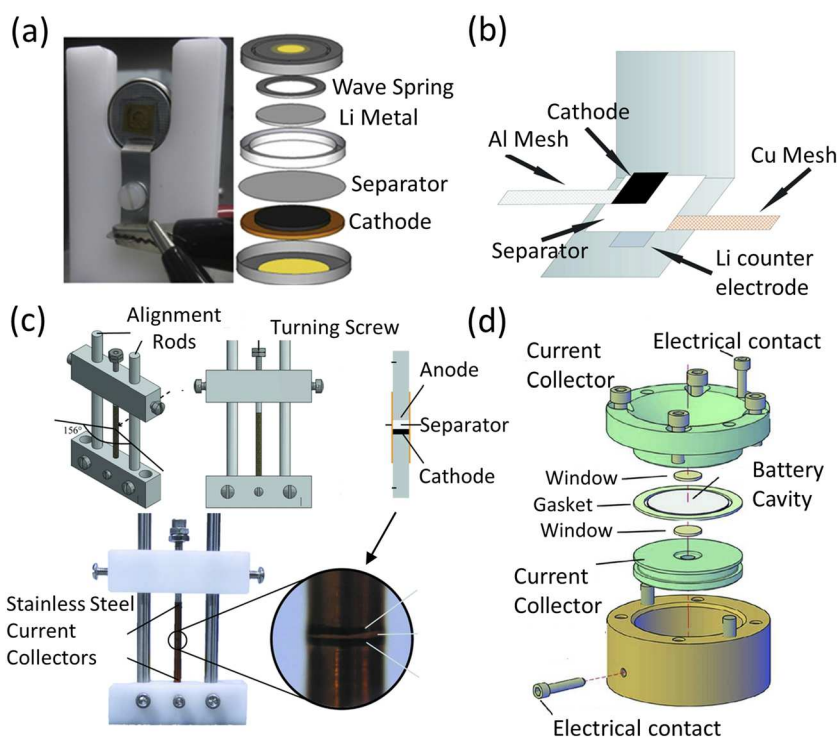 (a)
Wave Spring
Li Metal
Separator
Cathode
(b)
Cathode
Al Mesh
Cu Mesh
Separator
Li counter
electrode
(c)
Alignment
Rods
Turning Screw
156°
Anode
Separator
Cathode
Stainless Steel
Current
Collectors
(d)
Electrical contact
Current
Collector
Window
Battery
Cavity
Gasket
Window
Current
Collector
Electrical contact